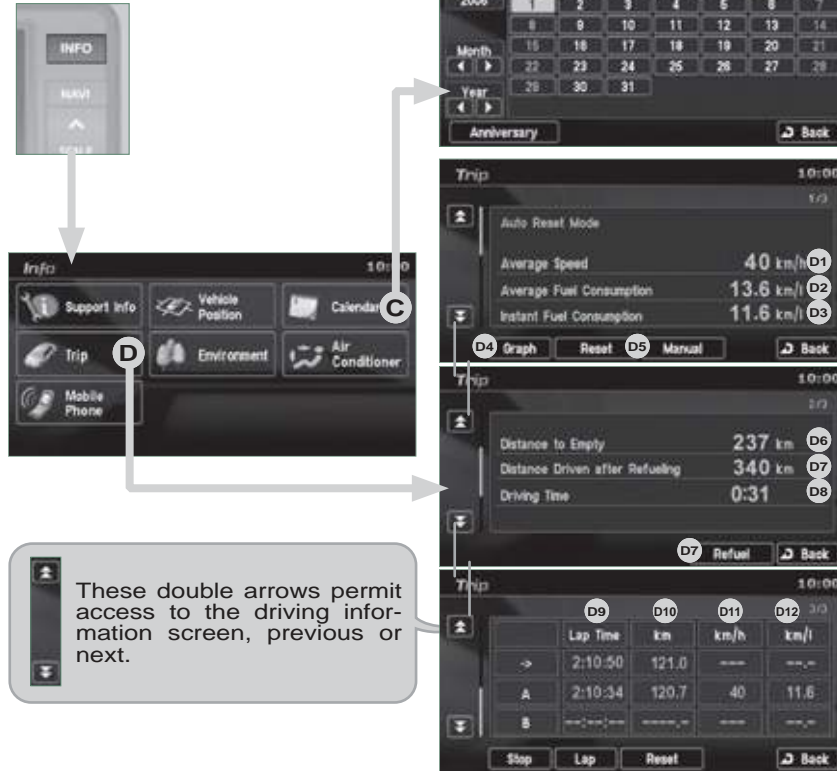 INFO
NAVI
SCALE
2006 1 2 3 4 5 6 7
8 9 10 11 12 13 14
Month 15 16 17 18 19 20 21
22 23 24 25 26 27 28
Year 29 30 31
Anniversary Back
Trip 10:00
1/3
Auto Reset Mode
Average Speed 40 km/h D1
Average Fuel Consumption 13.6 km/l D2
Instant Fuel Consumption 11.6 km/l D3
D4 Graph Reset D5 Manual Back
Info 10:00
Support Info Vehicle Position Calendar C
Trip D Environment Air Conditioner
Mobile Phone
Trip 10:00
2/3
Distance to Empty 237 km D6
Distance Driven after Refueling 340 km D7
Driving Time 0:31 D8
D7 Refuel Back
These double arrows permit
access to the driving infor-
mation screen, previous or
next.
Trip 10:00
D9 D10 D11 D12 3/3
Lap Time km km/h km/l
-> 2:10:50 121.0 --- --.-
A 2:10:34 120.7 40 11.6
B --:--:-- ----.- --- --.-
Stop Lap Reset Back